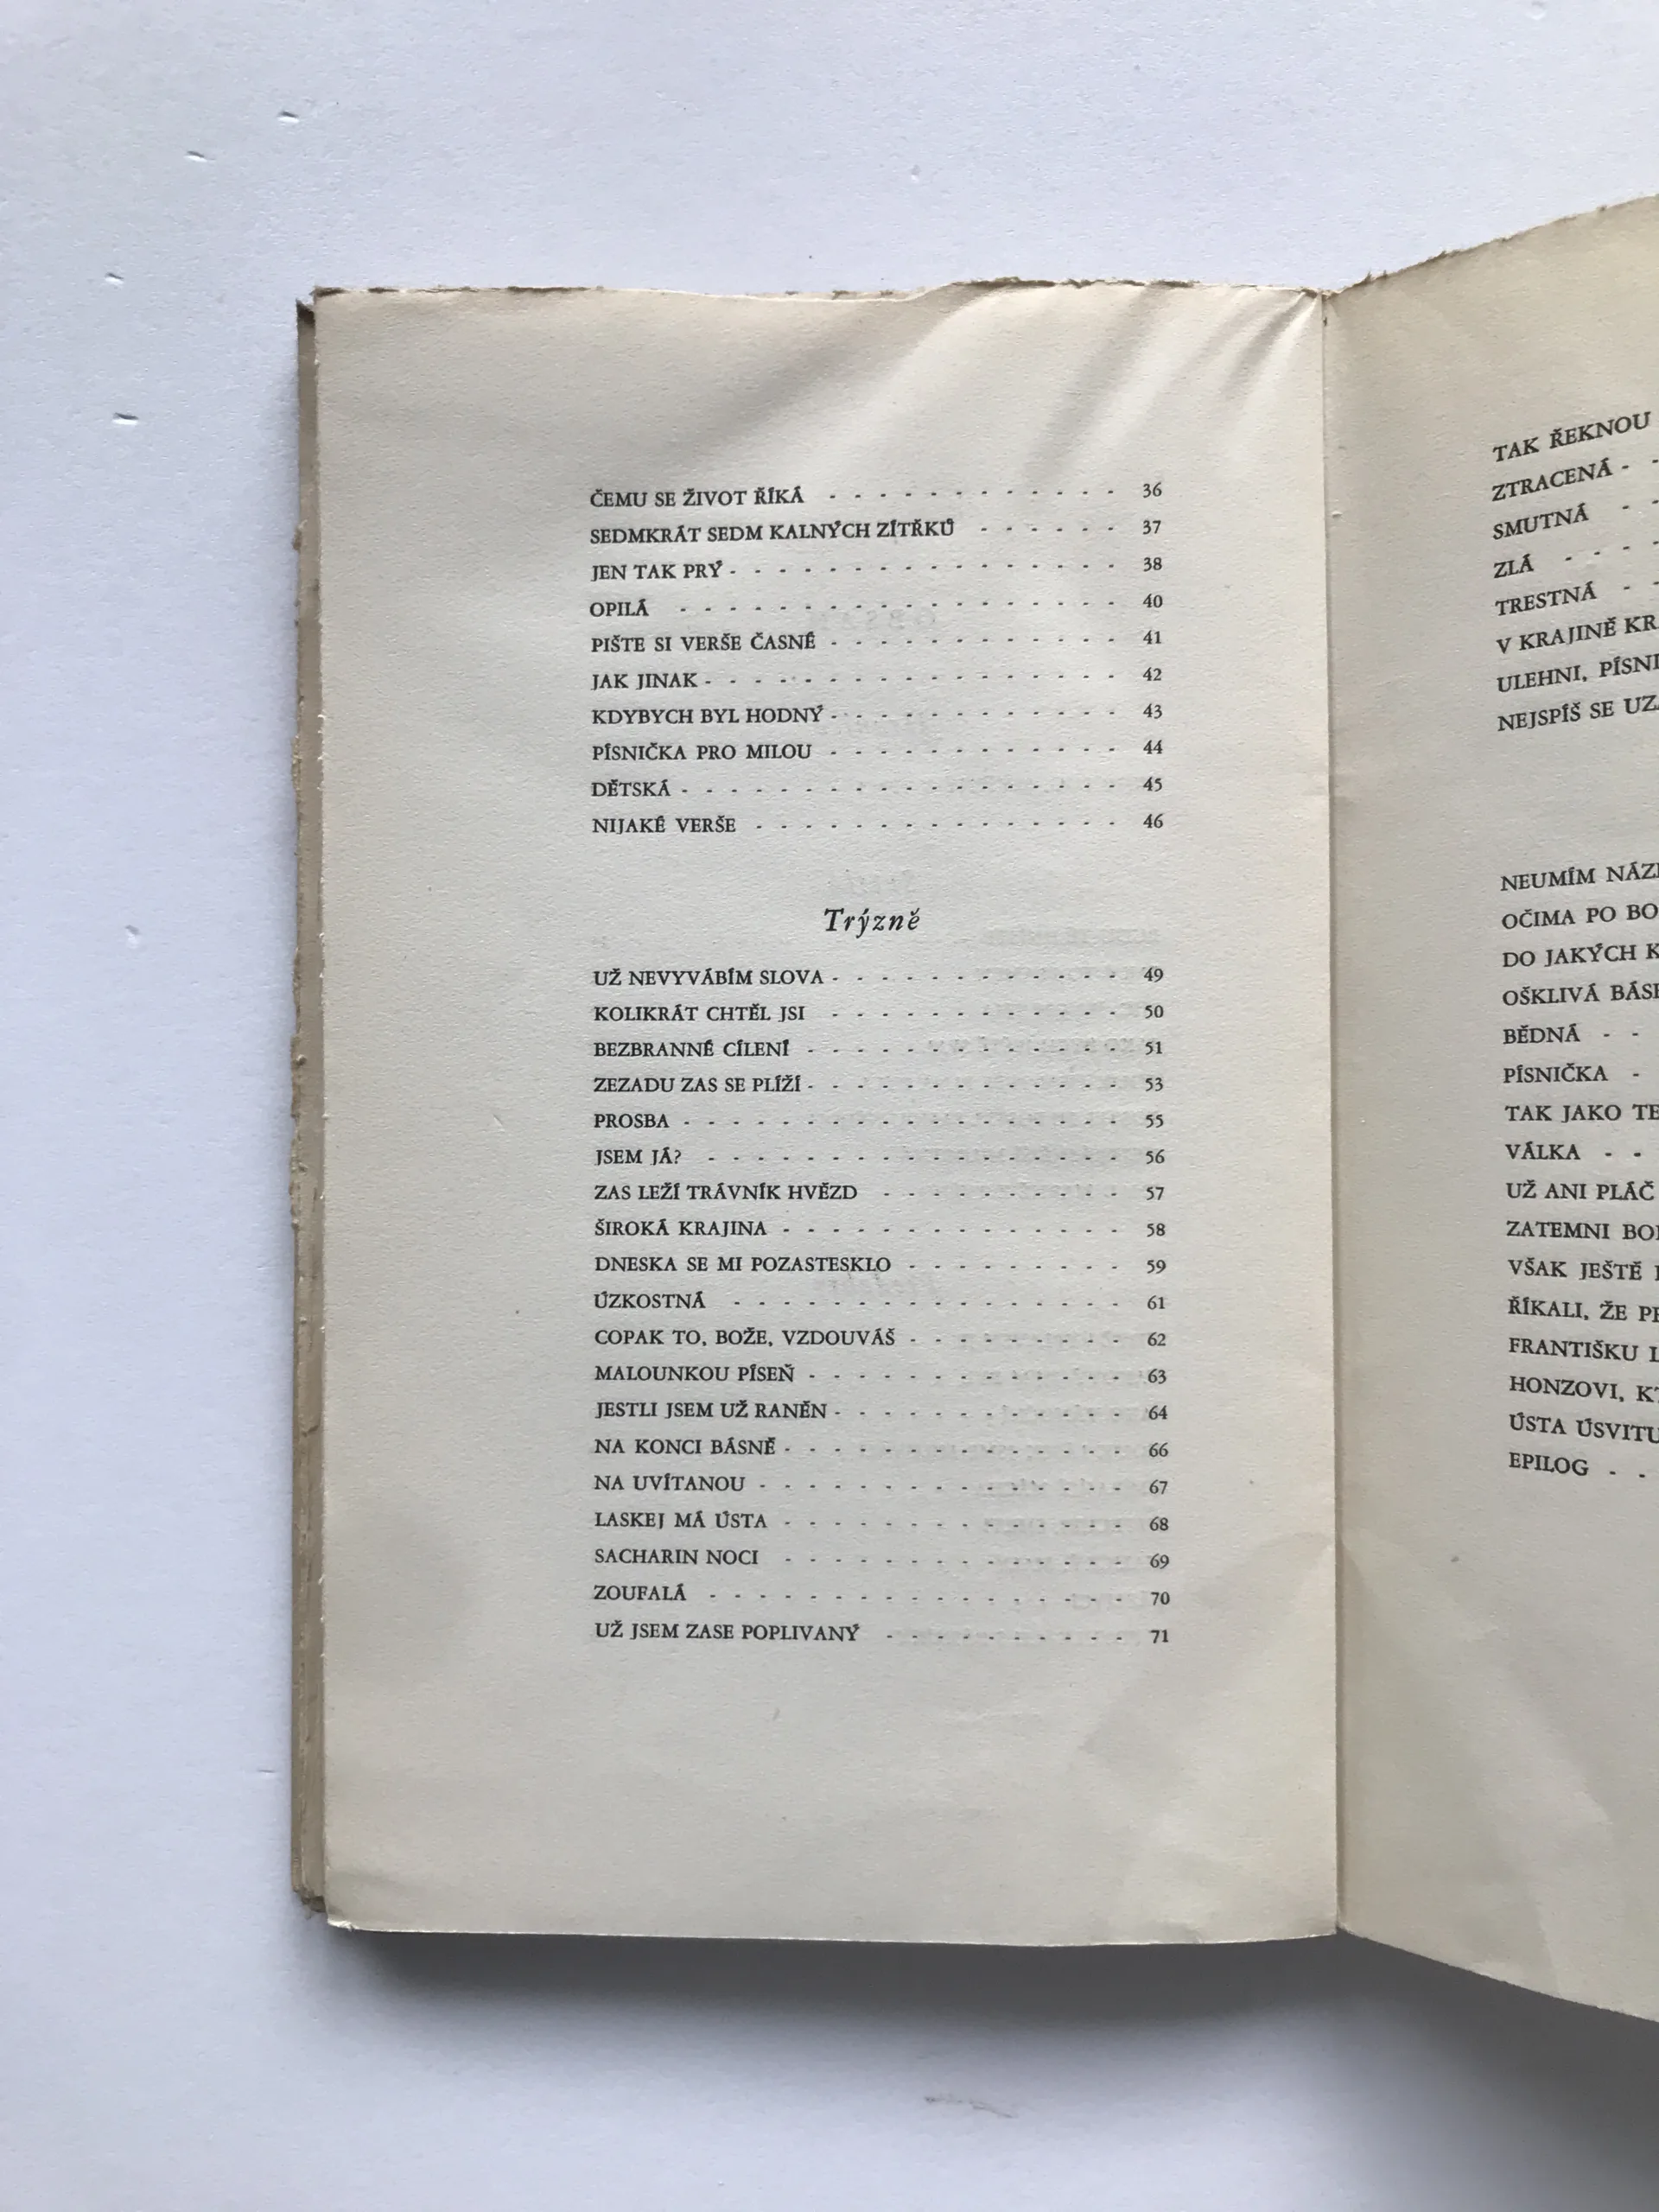 ČEMU SE ŽIVOT ŘÍKÁ - - - - - - - - - - - - 36
SEDMKRÁT SEDM KALNÝCH ZÍTŘKŮ - - - - - - 37
JEN TAK PRÝ - - - - - - - - - - - - - - - - 38
OPILÁ - - - - - - - - - - - - - - - - - - 40
PIŠTE SI VERŠE ČASNÉ - - - - - - - - - - - - 41
JAK JINAK - - - - - - - - - - - - - - - - - 42
KDYBYCH BYL HODNÝ - - - - - - - - - - - - 43
PÍSNIČKA PRO MILOU - - - - - - - - - - - - 44
DĚTSKÁ - - - - - - - - - - - - - - - - - - 45
NIJAKÉ VERŠE - - - - - - - - - - - - - - - 46
Trýzně
UŽ NEVYVÁBÍM SLOVA - - - - - - - - - - - - 49
KOLIKRÁT CHTĚL JSI - - - - - - - - - - - - 50
BEZBRANNÉ CÍLENÍ - - - - - - - - - - - - - 51
ZEZADU ZAS SE PLÍŽÍ - - - - - - - - - - - - - 53
PROSBA - - - - - - - - - - - - - - - - - - 55
JSEM JÁ? - - - - - - - - - - - - - - - - - 56
ZAS LEŽÍ TRÁVNÍK HVĚZD - - - - - - - - - - 57
ŠIROKÁ KRAJINA - - - - - - - - - - - - - - 58
DNESKA SE MI POZASTESKLO - - - - - - - - - 59
ÚZKOSTNÁ - - - - - - - - - - - - - - - - 61
COPAK TO, BOŽE, VZDOUVÁŠ - - - - - - - - - 62
MALOUNKOU PÍSEŇ - - - - - - - - - - - - - 63
JESTLI JSEM UŽ RANĚN - - - - - - - - - - - - 64
NA KONCI BÁSNĚ - - - - - - - - - - - - - - 66
NA UVÍTANOU - - - - - - - - - - - - - - - 67
LASKEJ MÁ ÚSTA - - - - - - - - - - - - - - 68
SACHARIN NOCI - - - - - - - - - - - - - - 69
ZOUFALÁ - - - - - - - - - - - - - - - - - 70
UŽ JSEM ZASE POPLIVANÝ - - - - - - - - - - 71
TAK ŘEKNOU
ZTRACENÁ - -
SMUTNÁ - -
ZLÁ - - - -
TRESTNÁ - -
V KRAJINĚ
ULEHNI,
NEJSPÍŠ SE
NEUMÍM
OČIMA PO
DO JAKÝCH
OŠKLIVÁ
BĚDNÁ - -
PÍSNIČKA -
TAK JAKO
VÁLKA - -
UŽ ANI PLÁČ
ZATEMNI
VŠAK JEŠTĚ
ŘÍKALI, ŽE
FRANTIŠKU
HONZOVI,
ÚSTA ÚSVITU
EPILOG - -